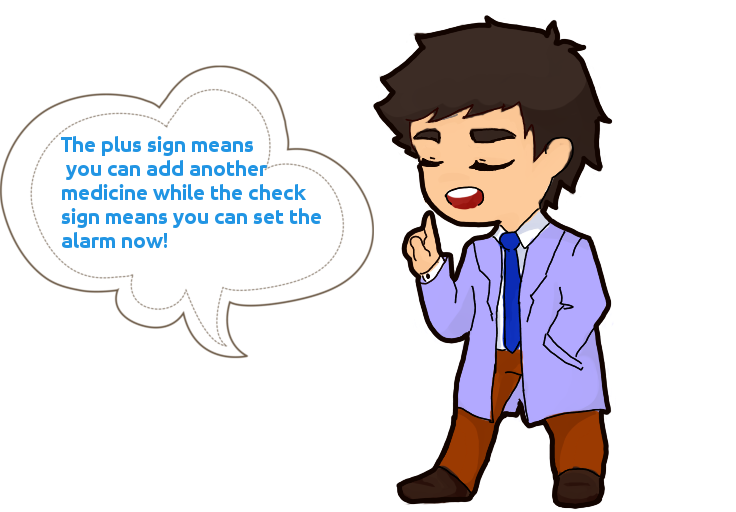 The plus sign means
you can add another
medicine while the check
sign means you can set the
alarm now!